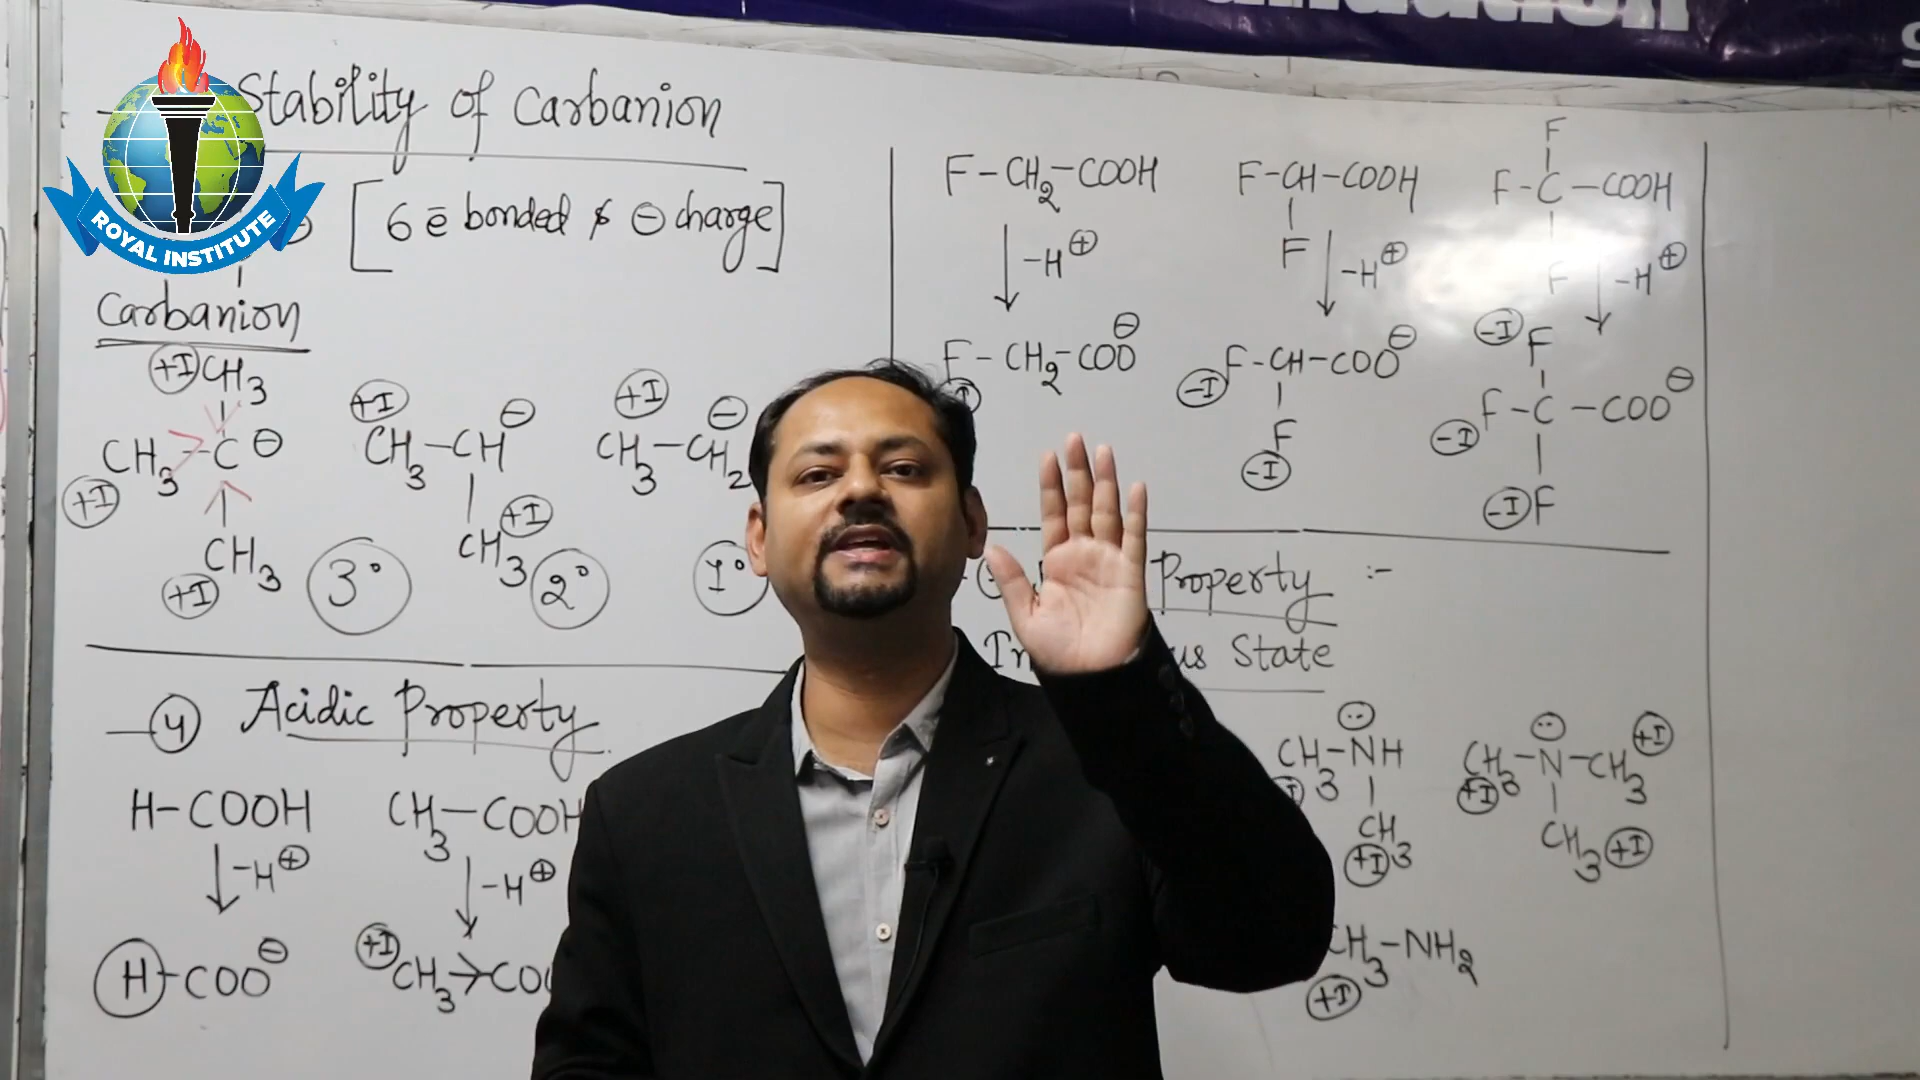 Stability of Carbanion
[6 ē bonded & ⊖ charge]
ROYAL INSTITUTE
Carbanion
+I CH3
CH3-C ⊖
+I
CH3
+I
3°
+I
CH3-CH ⊖
CH3 +I
2°
+I
CH3-CH2 ⊖
1°
4 Acidic Property
H-COOH
-H⊕
H-COO⊖
CH3-COOH
-H⊕
+I CH3
F-CH2-COOH
-H⊕
F-CH2-COO⊖
F-CH-COOH
F
-H⊕
-I F-CH-COO⊖
F
-I
F
F-C-COOH
F
-H⊕
-I F
-I F-C-COO⊖
-I F
Property :-
State
CH3-NH
CH3
+I
CH3-N-CH3 +I
+I
CH3 +I
CH3-NH2
+I